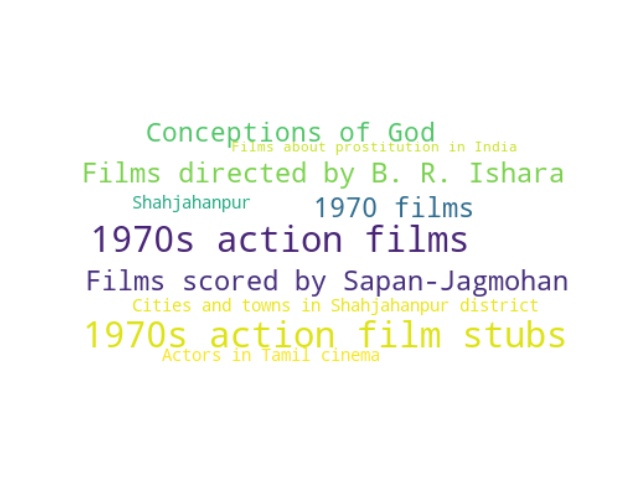 Conceptions of God
Films about prostitution in India
Films directed by B. R. Ishara
Shahjahanpur
1970 films
1970s action films
Films scored by Sapan-Jagmohan
Cities and towns in Shahjahanpur district
1970s action film stubs
Actors in Tamil cinema